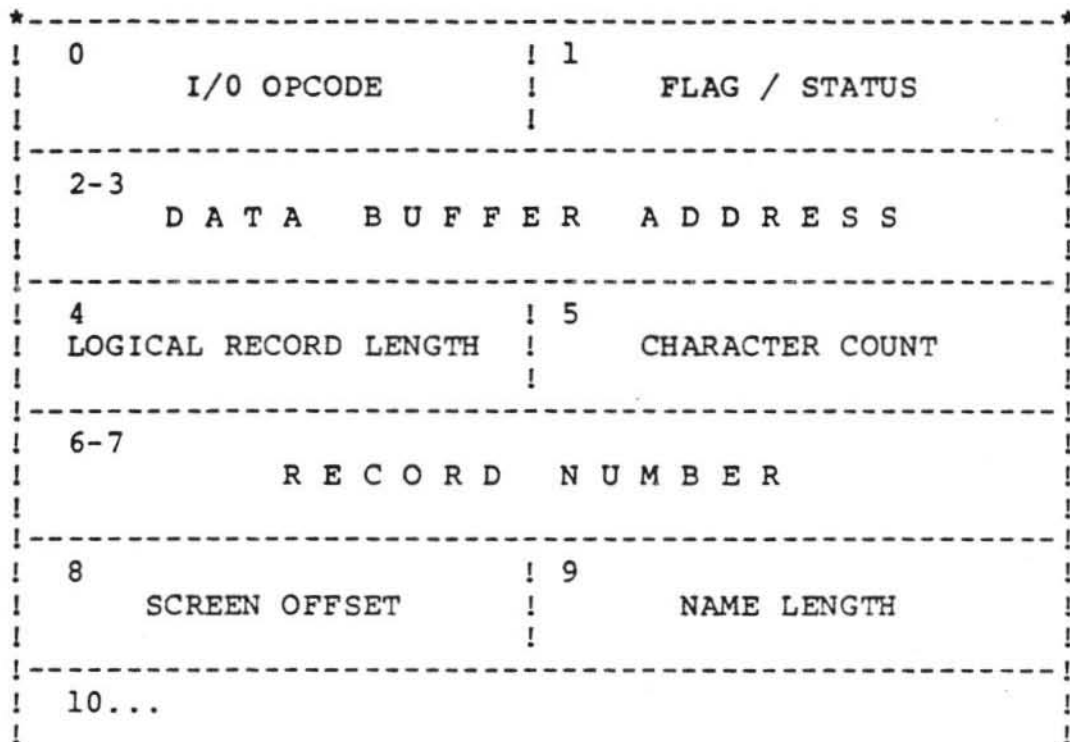 *---------------------------------------------------------------*
! 0 ! 1 !
! I/0 OPCODE ! FLAG / STATUS !
! ! !
!---------------------------------------------------------------!
! 2-3 !
! D A T A B U F F E R A D D R E S S !
! !
!---------------------------------------------------------------!
! 4 ! 5 !
! LOGICAL RECORD LENGTH ! CHARACTER COUNT !
! ! !
!---------------------------------------------------------------!
! 6-7 !
! R E C O R D N U M B E R !
! !
!---------------------------------------------------------------!
! 8 ! 9 !
! SCREEN OFFSET ! NAME LENGTH !
! ! !
!---------------------------------------------------------------!
! 10... !
! !